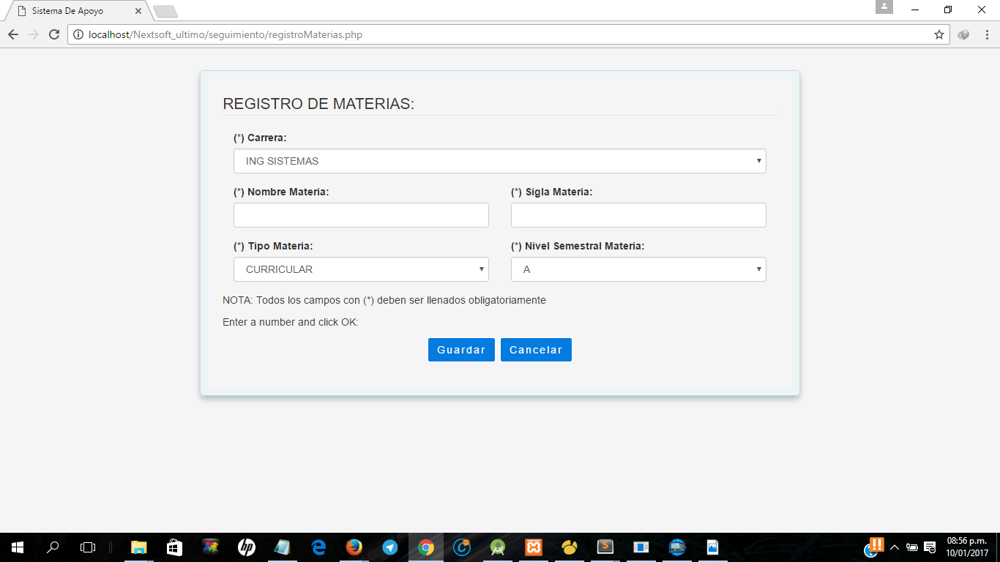 Sistema De Apoyo
localhost/Nextsoft_ultimo/seguimiento/registroMaterias.php
REGISTRO DE MATERIAS:
(*) Carrera:
ING SISTEMAS
(*) Nombre Materia:
(*) Sigla Materia:
(*) Tipo Materia:
(*) Nivel Semestral Materia:
CURRICULAR
A
NOTA: Todos los campos con (*) deben ser llenados obligatoriamente
Enter a number and click OK:
Guardar
Cancelar
hp
08:56 p.m.
10/01/2017